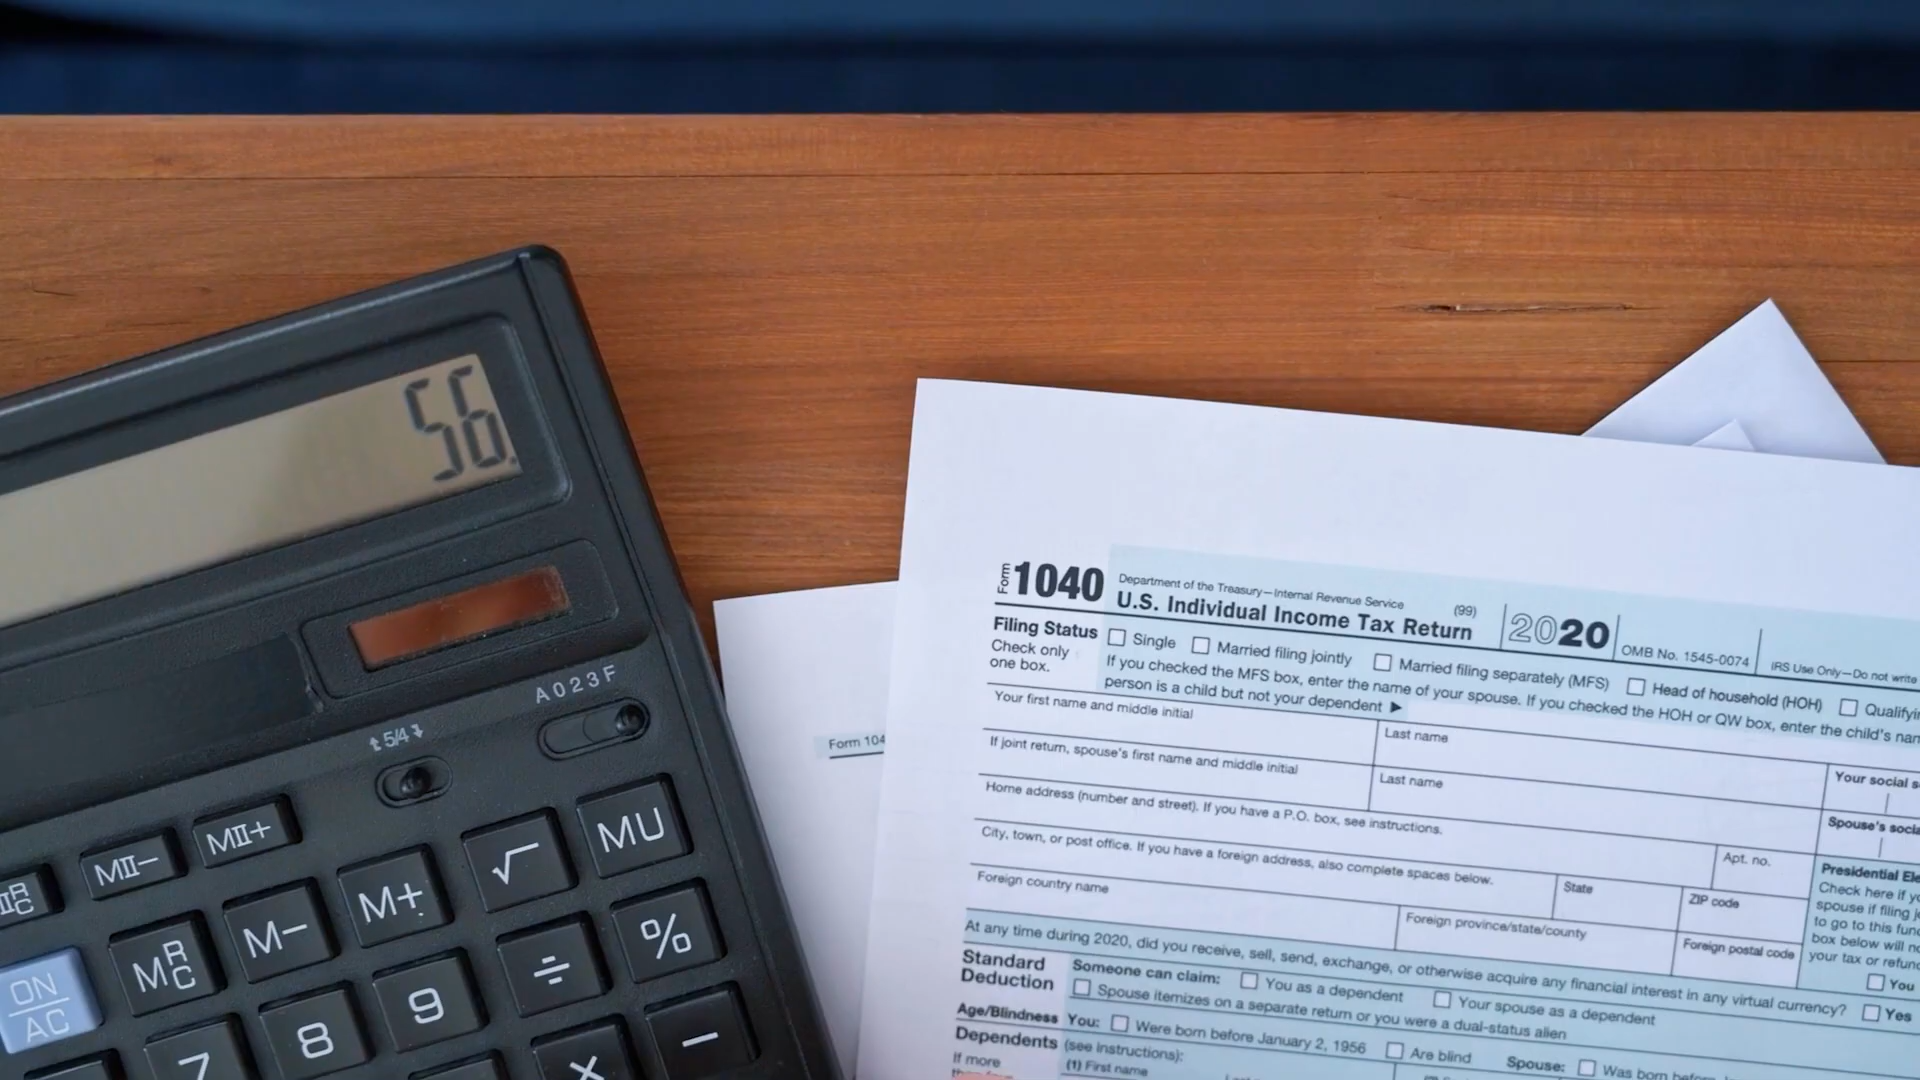 56.
A023F
5/4
MII−
MII+
M+
√
MU
ON
AC
MRC
M−
÷
%
7
8
9
×
−
Form 104
Form 1040
Department of the Treasury—Internal Revenue Service
(99)
U.S. Individual Income Tax Return
2020
OMB No. 1545-0074
IRS Use Only—Do not write
Filing Status
Check only
one box.
Single
Married filing jointly
Married filing separately (MFS)
Head of household (HOH)
If you checked the MFS box, enter the name of your spouse. If you checked the HOH or QW box, enter the child's
person is a child but not your dependent ▶
Your first name and middle initial
Last name
Your social
If joint return, spouse's first name and middle initial
Last name
Spouse's
Home address (number and street). If you have a P.O. box, see instructions.
Apt. no.
City, town, or post office. If you have a foreign address, also complete spaces below.
State
ZIP code
Foreign country name
Foreign province/state/county
Foreign postal code
Presidential
Check here if
spouse if filing
to go to this
box below will
your tax or
You
At any time during 2020, did you receive, sell, send, exchange, or otherwise acquire any financial interest in any virtual currency?
Yes
Standard
Deduction
Someone can claim:
You as a dependent
Your spouse as a dependent
Spouse itemizes on a separate return or you were a dual-status alien
Age/Blindness
You:
Were born before January 2, 1956
Are blind
Spouse:
Was born
Dependents
(see instructions):
If more
(1) First name